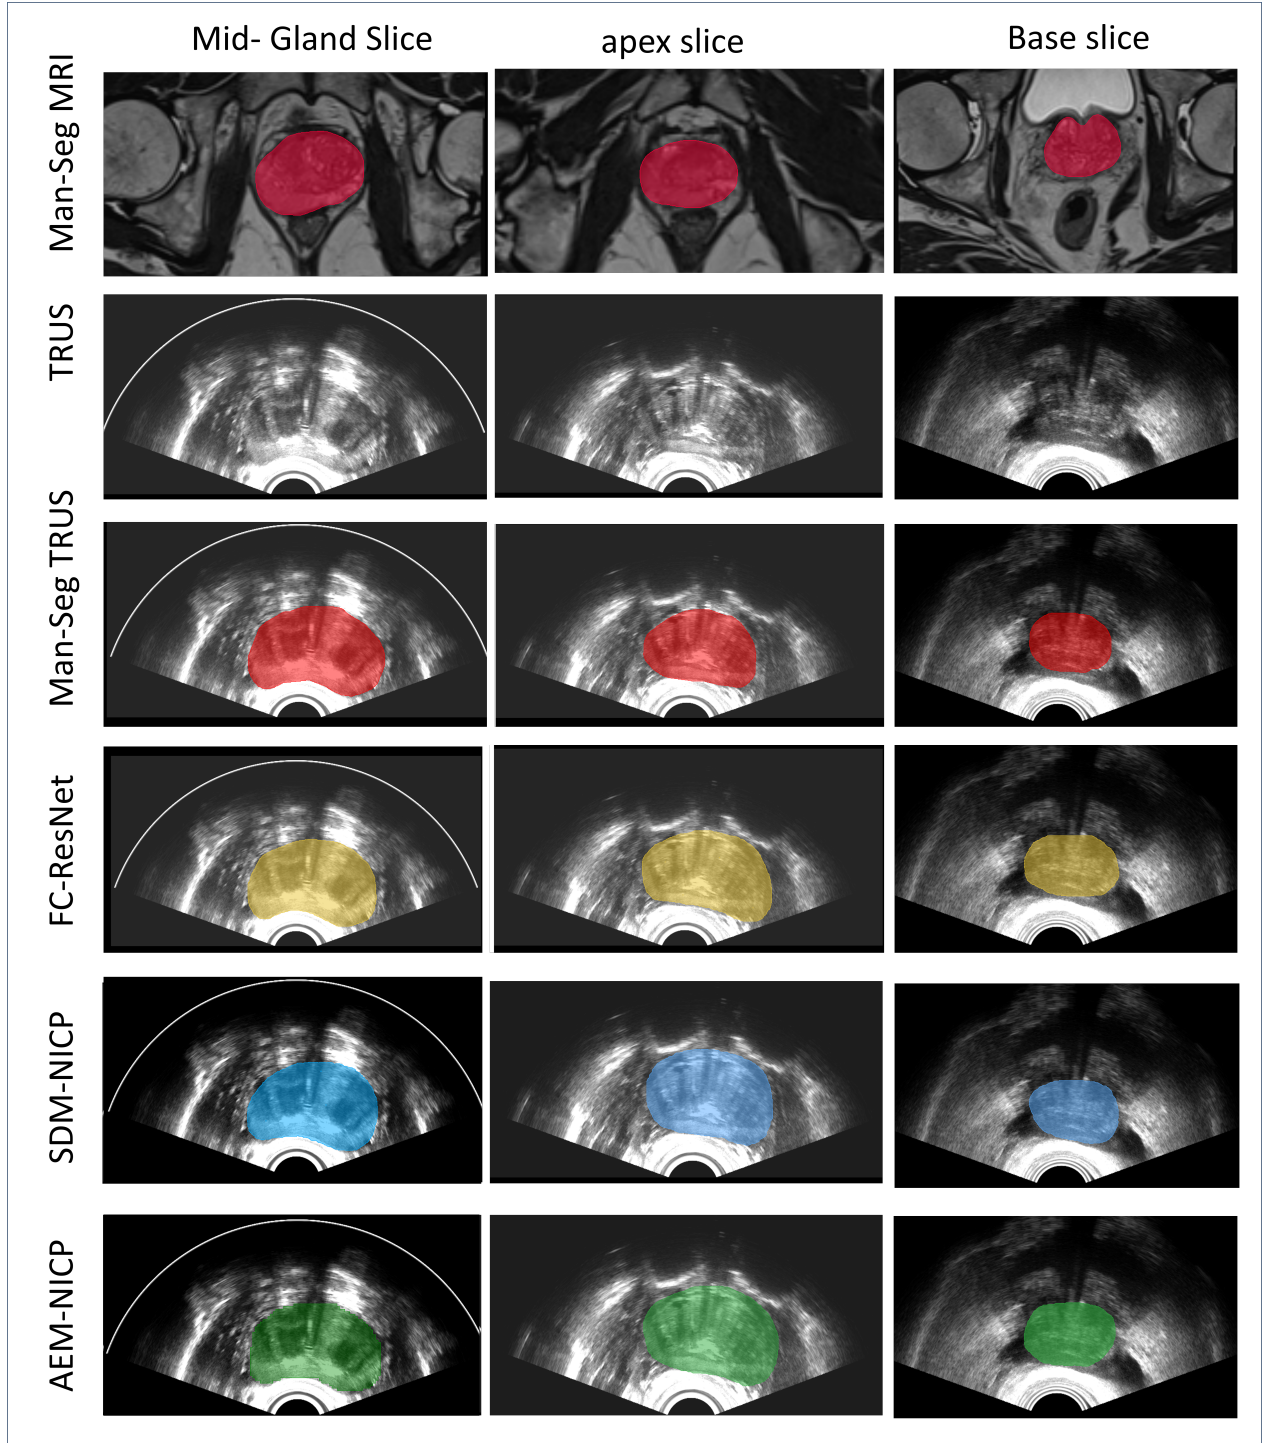 Mid- Gland Slice
apex slice
Base slice
Man-Seg MRI
TRUS
Man-Seg TRUS
FC-ResNet
SDM-NICP
AEM-NICP